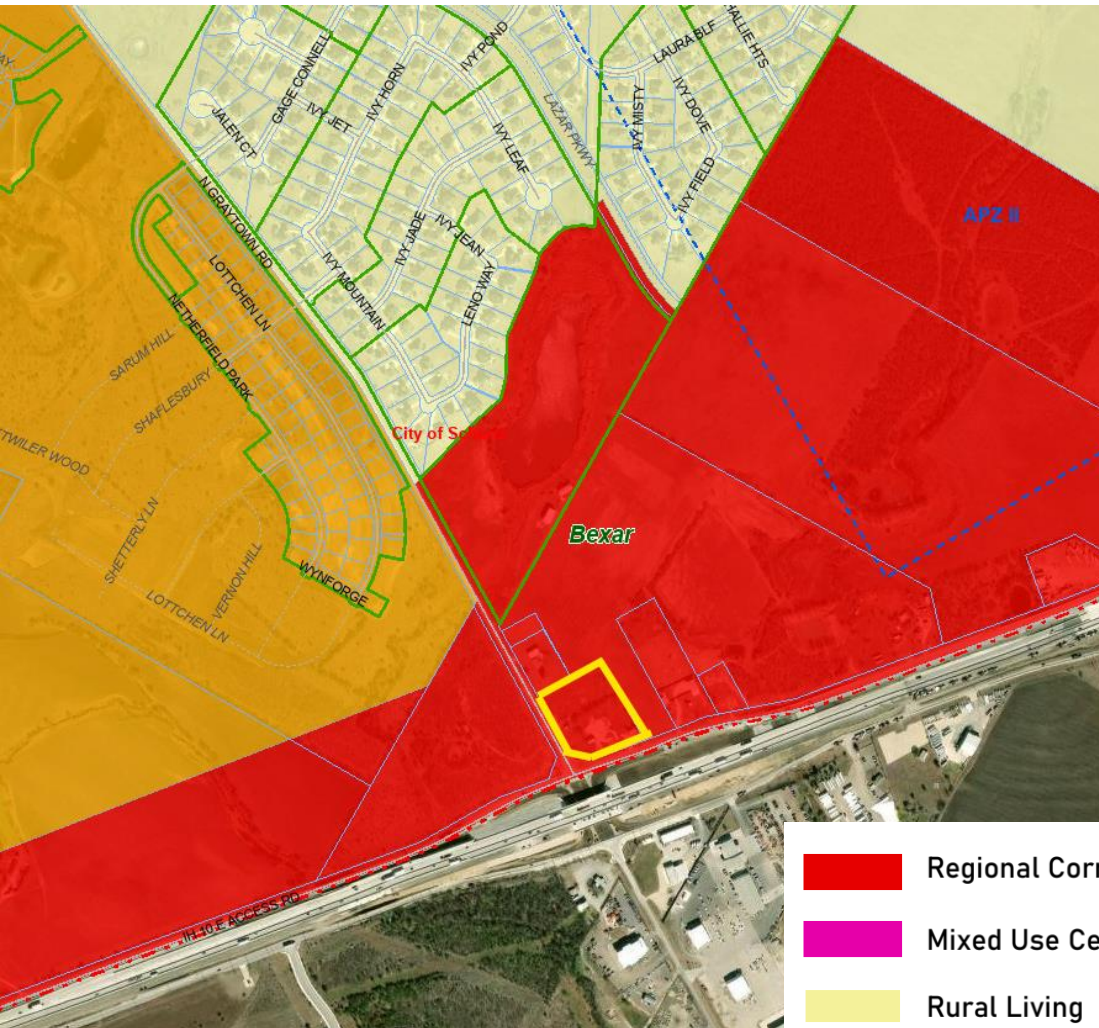 GAGE CONNELL
IVY HORN
IVY POND
LAURA BLF
HALLIE HTS
IVY JET
JALEN CT
IVY LEAF
LAZAR PKWY
IVY MISTY
IVY DOVE
IVY FIELD
APZ II
N GRAYTOWN RD
LOTTCHEN LN
IVY JADE
IVY JEAN
LENO WAY
IVY MOUNTAIN
NETHERFIELD PARK
SARUM HILL
SHAFLESBURY
City of
SHETTERLY LN
VERNON HILL
LOTTCHEN LN
WYNFORGE
Bexar
IH 10 E ACCESS RD
Regional
Mixed Use
Rural Living